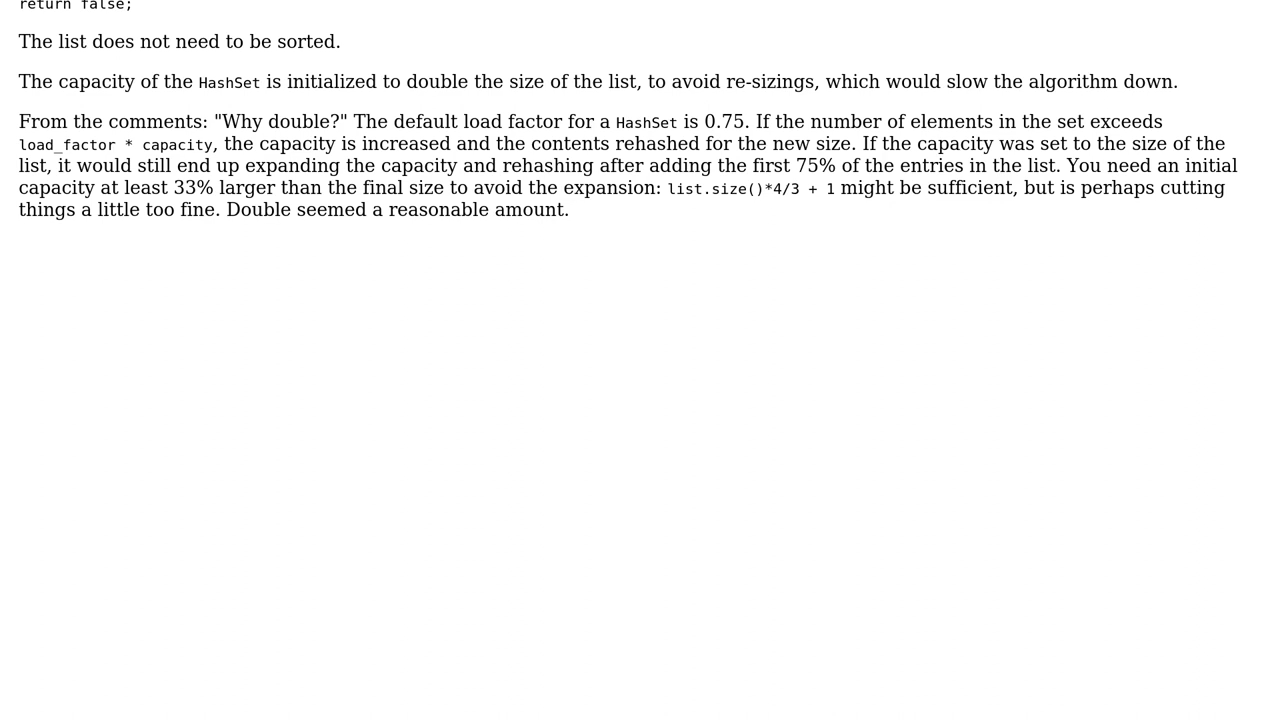 return false;
The list does not need to be sorted.
The capacity of the HashSet is initialized to double the size of the list, to avoid re-sizings, which would slow the algorithm down.
From the comments: "Why double?" The default load factor for a HashSet is 0.75. If the number of elements in the set exceeds
load_factor * capacity, the capacity is increased and the contents rehashed for the new size. If the capacity was set to the size of the
list, it would still end up expanding the capacity and rehashing after adding the first 75% of the entries in the list. You need an initial
capacity at least 33% larger than the final size to avoid the expansion: list.size()*4/3 + 1 might be sufficient, but is perhaps cutting
things a little too fine. Double seemed a reasonable amount.